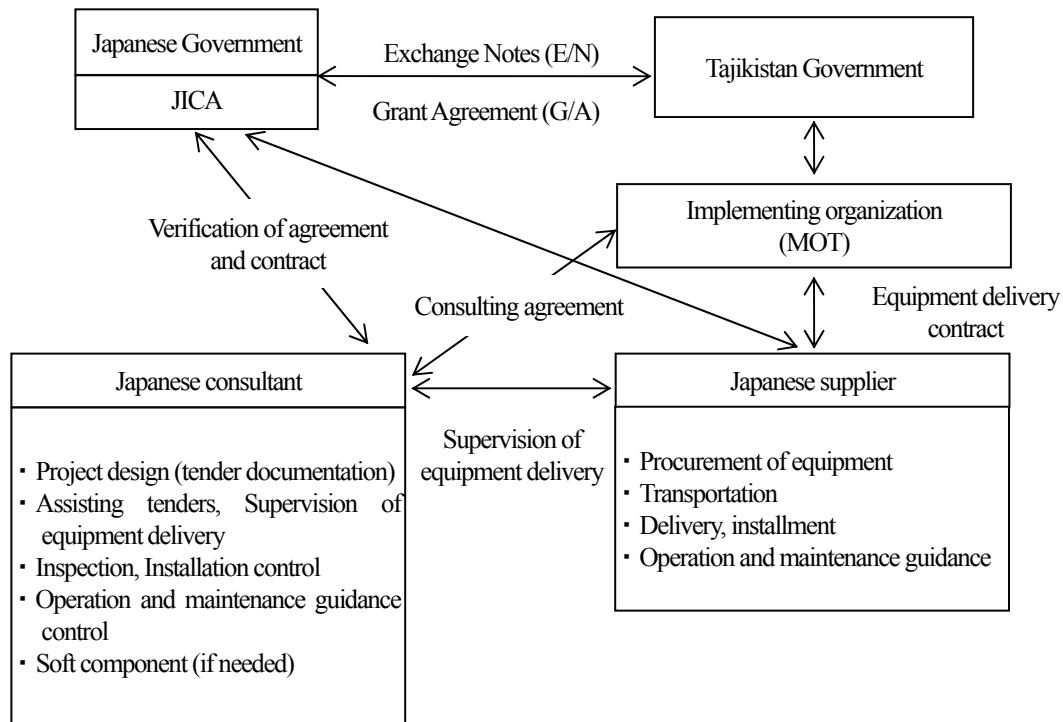 Japanese Government
JICA
Exchange Notes (E/N)
Grant Agreement (G/A)
Tajikistan Government
Implementing organization
(MOT)
Verification of agreement
and contract
Consulting agreement
Equipment delivery
contract
Japanese consultant
・Project design (tender documentation)
・Assisting tenders, Supervision of
equipment delivery
・Inspection, Installation control
・Operation and maintenance guidance
control
・Soft component (if needed)
Supervision of
equipment delivery
Japanese supplier
・Procurement of equipment
・Transportation
・Delivery, installment
・Operation and maintenance guidance